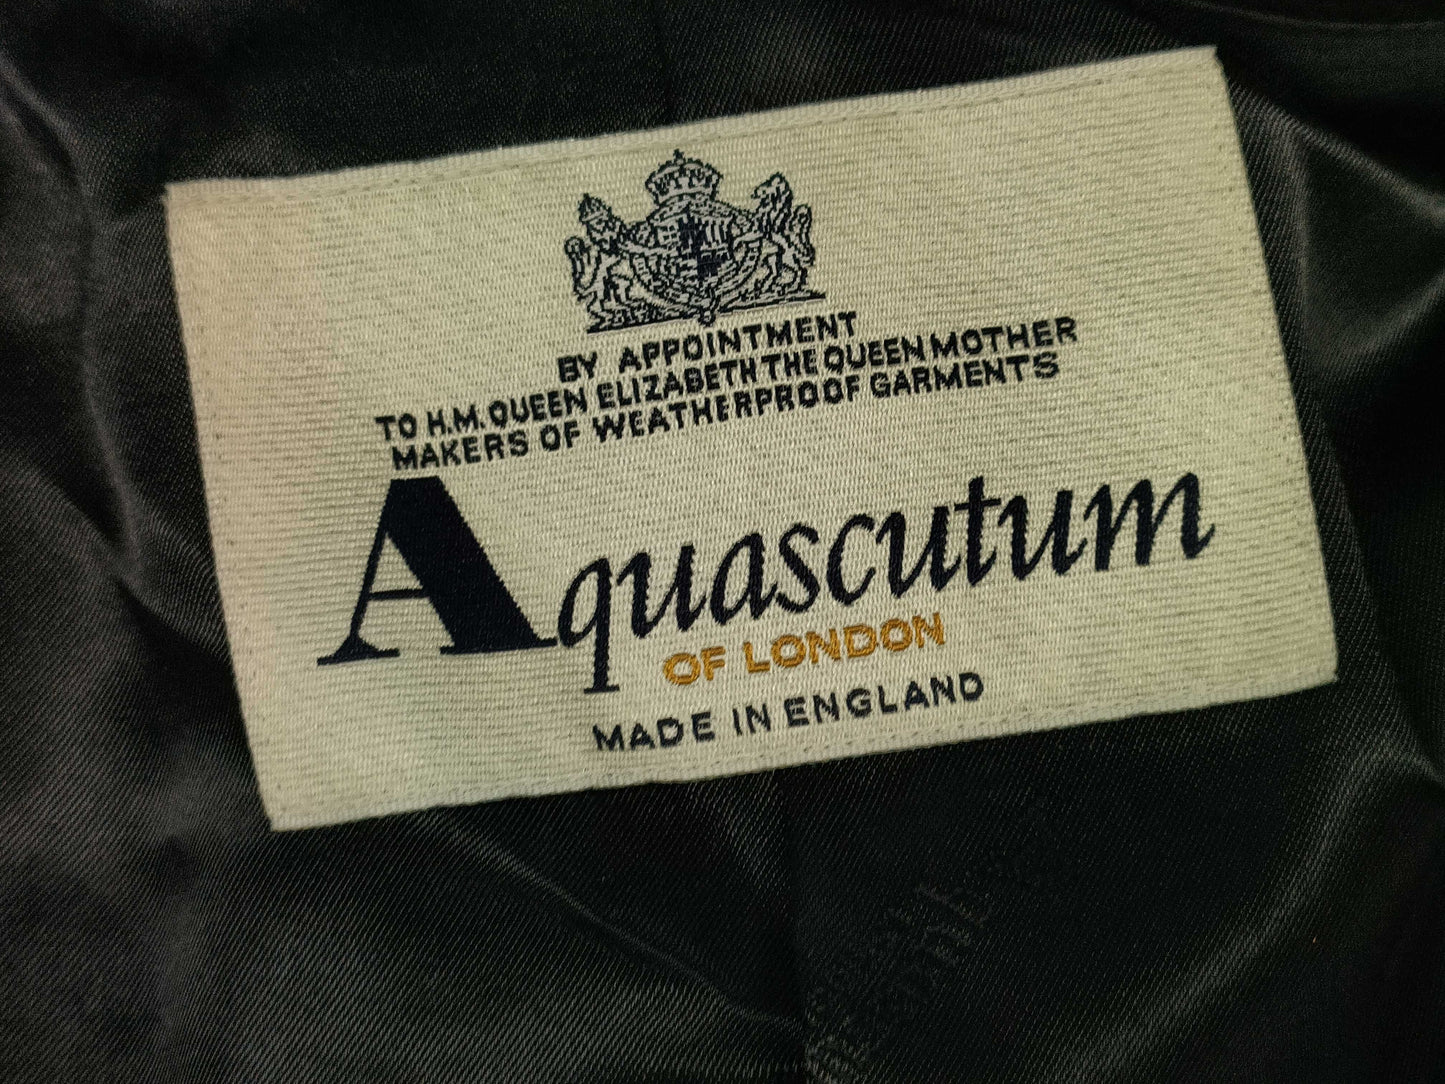 BY APPOINTMENT
TO H.M. QUEEN ELIZABETH THE QUEEN MOTHER
MAKERS OF WEATHERPROOF GARMENTS
Aquascutum
OF LONDON
MADE IN ENGLAND